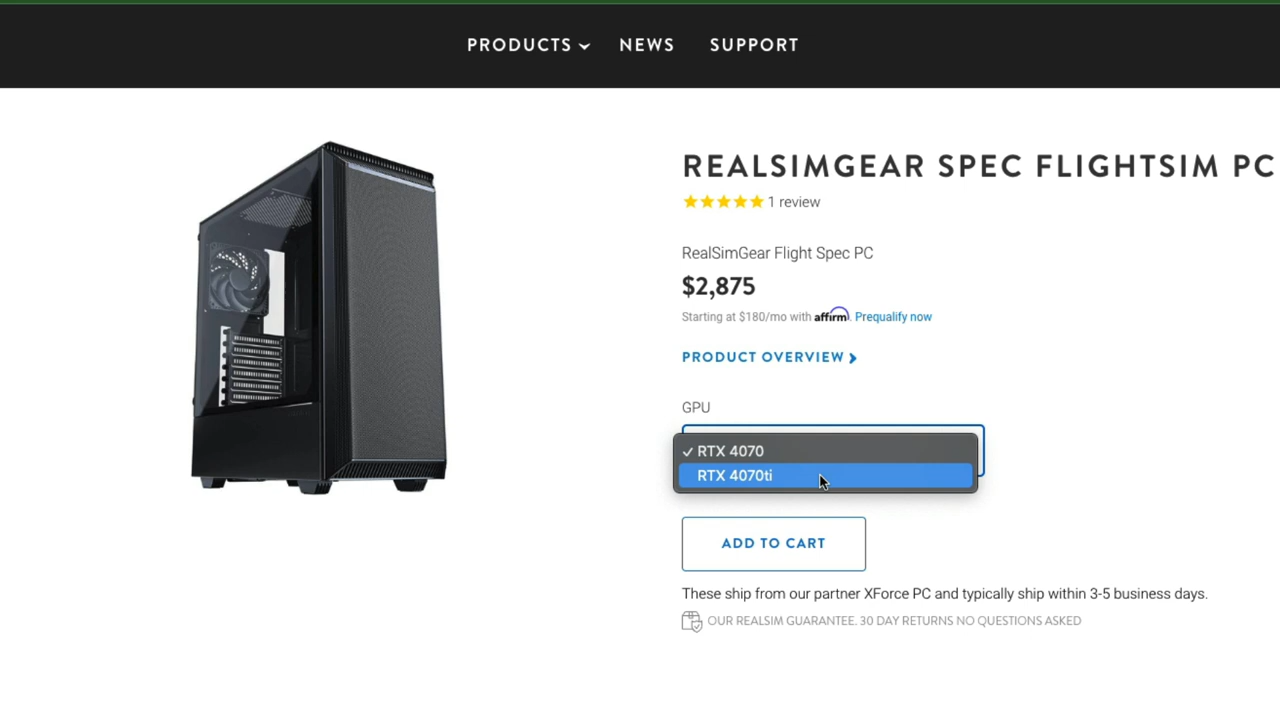 PRODUCTS NEWS SUPPORT
REALSIMGEAR SPEC FLIGHTSIM PC
1 review
RealSimGear Flight Spec PC
$2,875
Starting at $180/mo with affirm. Prequalify now
PRODUCT OVERVIEW
GPU
✓ RTX 4070
RTX 4070ti
ADD TO CART
These ship from our partner XForce PC and typically ship within 3-5 business days.
OUR REALSIM GUARANTEE. 30 DAY RETURNS NO QUESTIONS ASKED